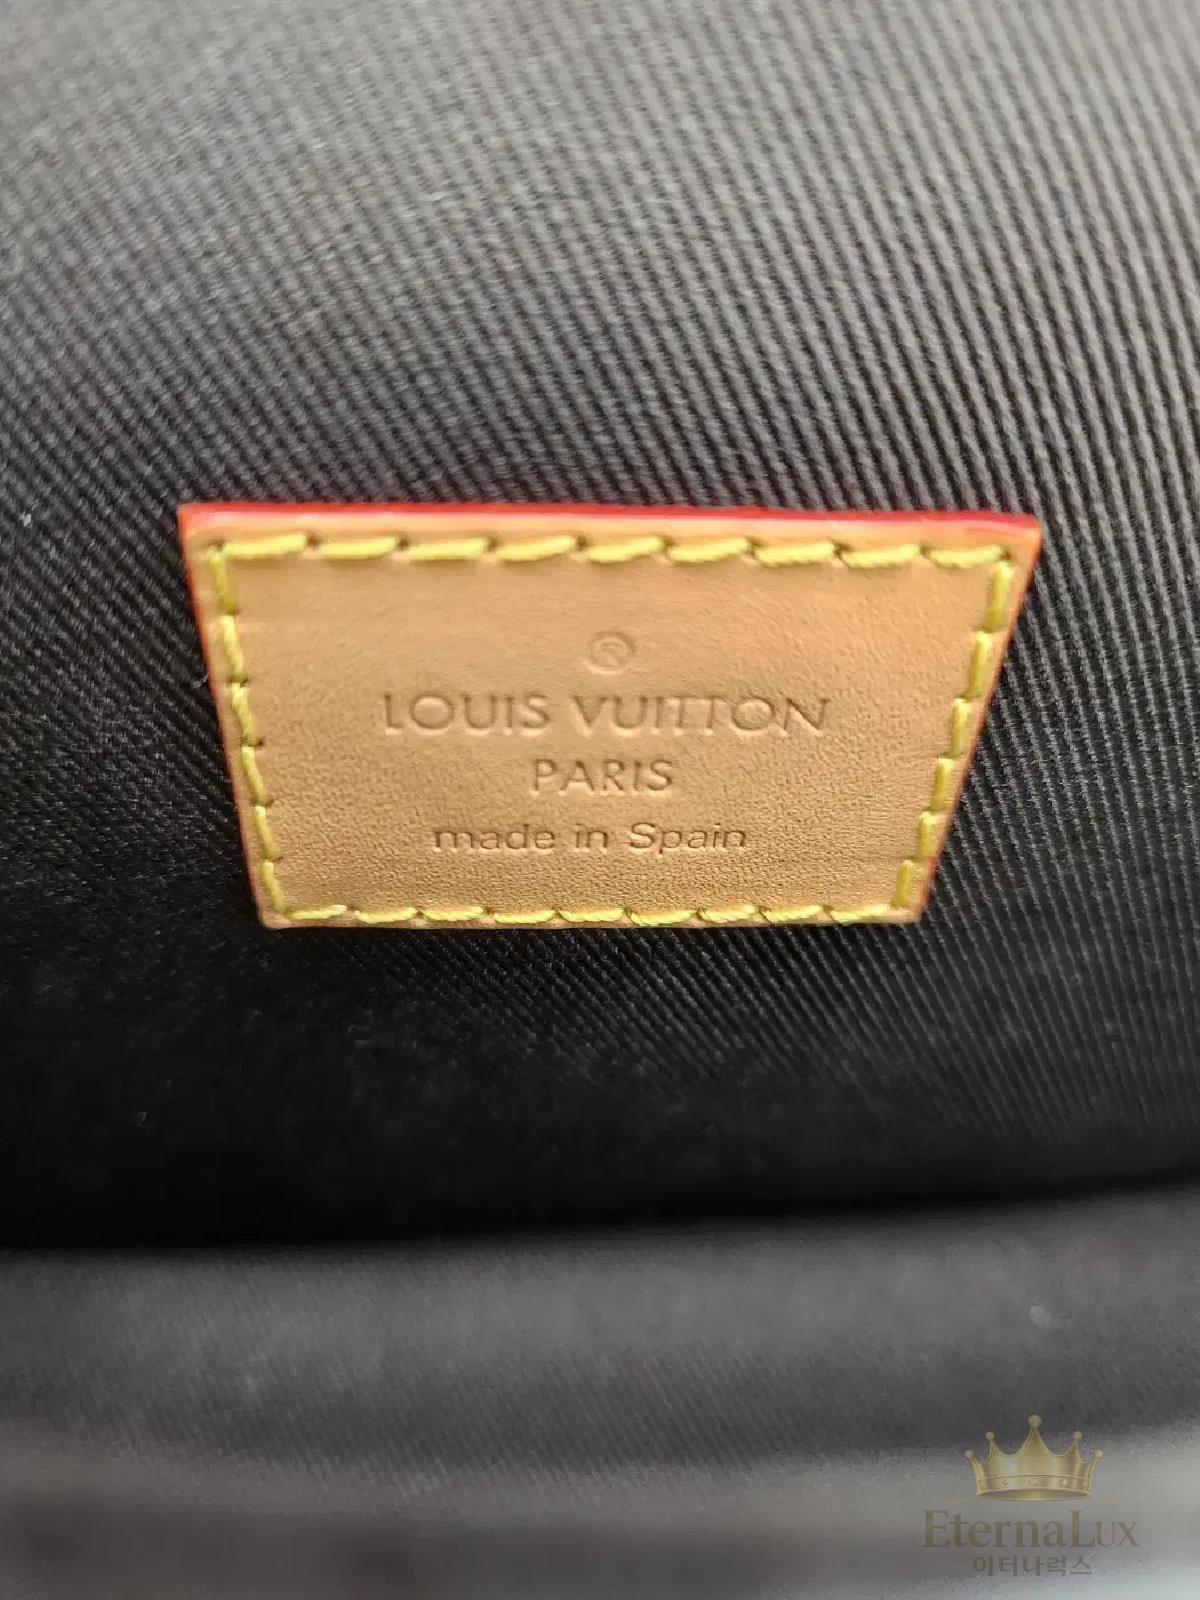 ®
LOUIS VUITTON
PARIS
made in Spain
EternaLux
이터나럭스